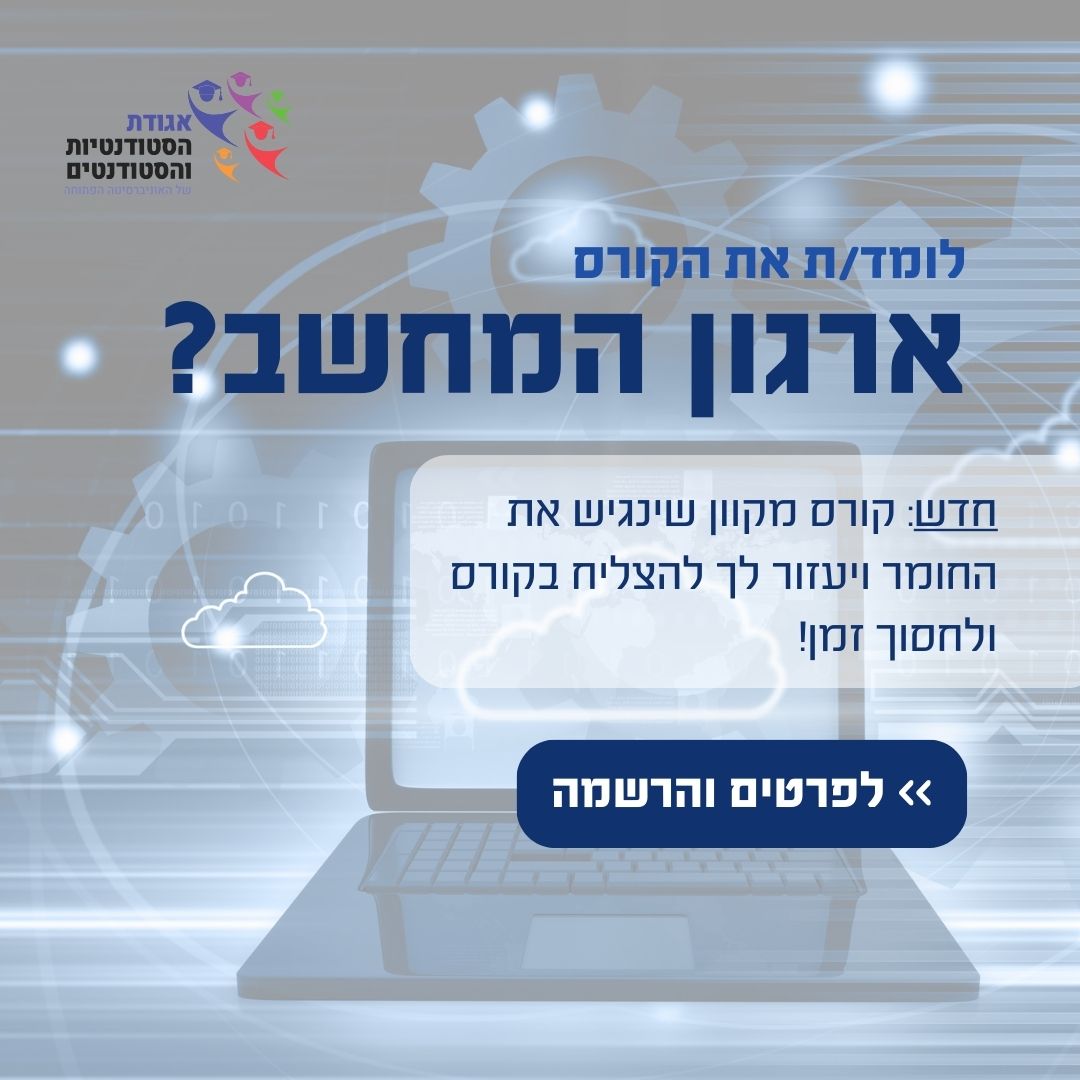 אגודת
הסטודנטיות
והסטודנטים
של האוניברסיטה הפתוחה
לומד/ת את הקורס
ארגון המחשב?
חדש: קורס מקוון שינגיש את
החומר ויעזור לך להצליח בקורס
ולחסוך זמן!
>> לפרטים והרשמה